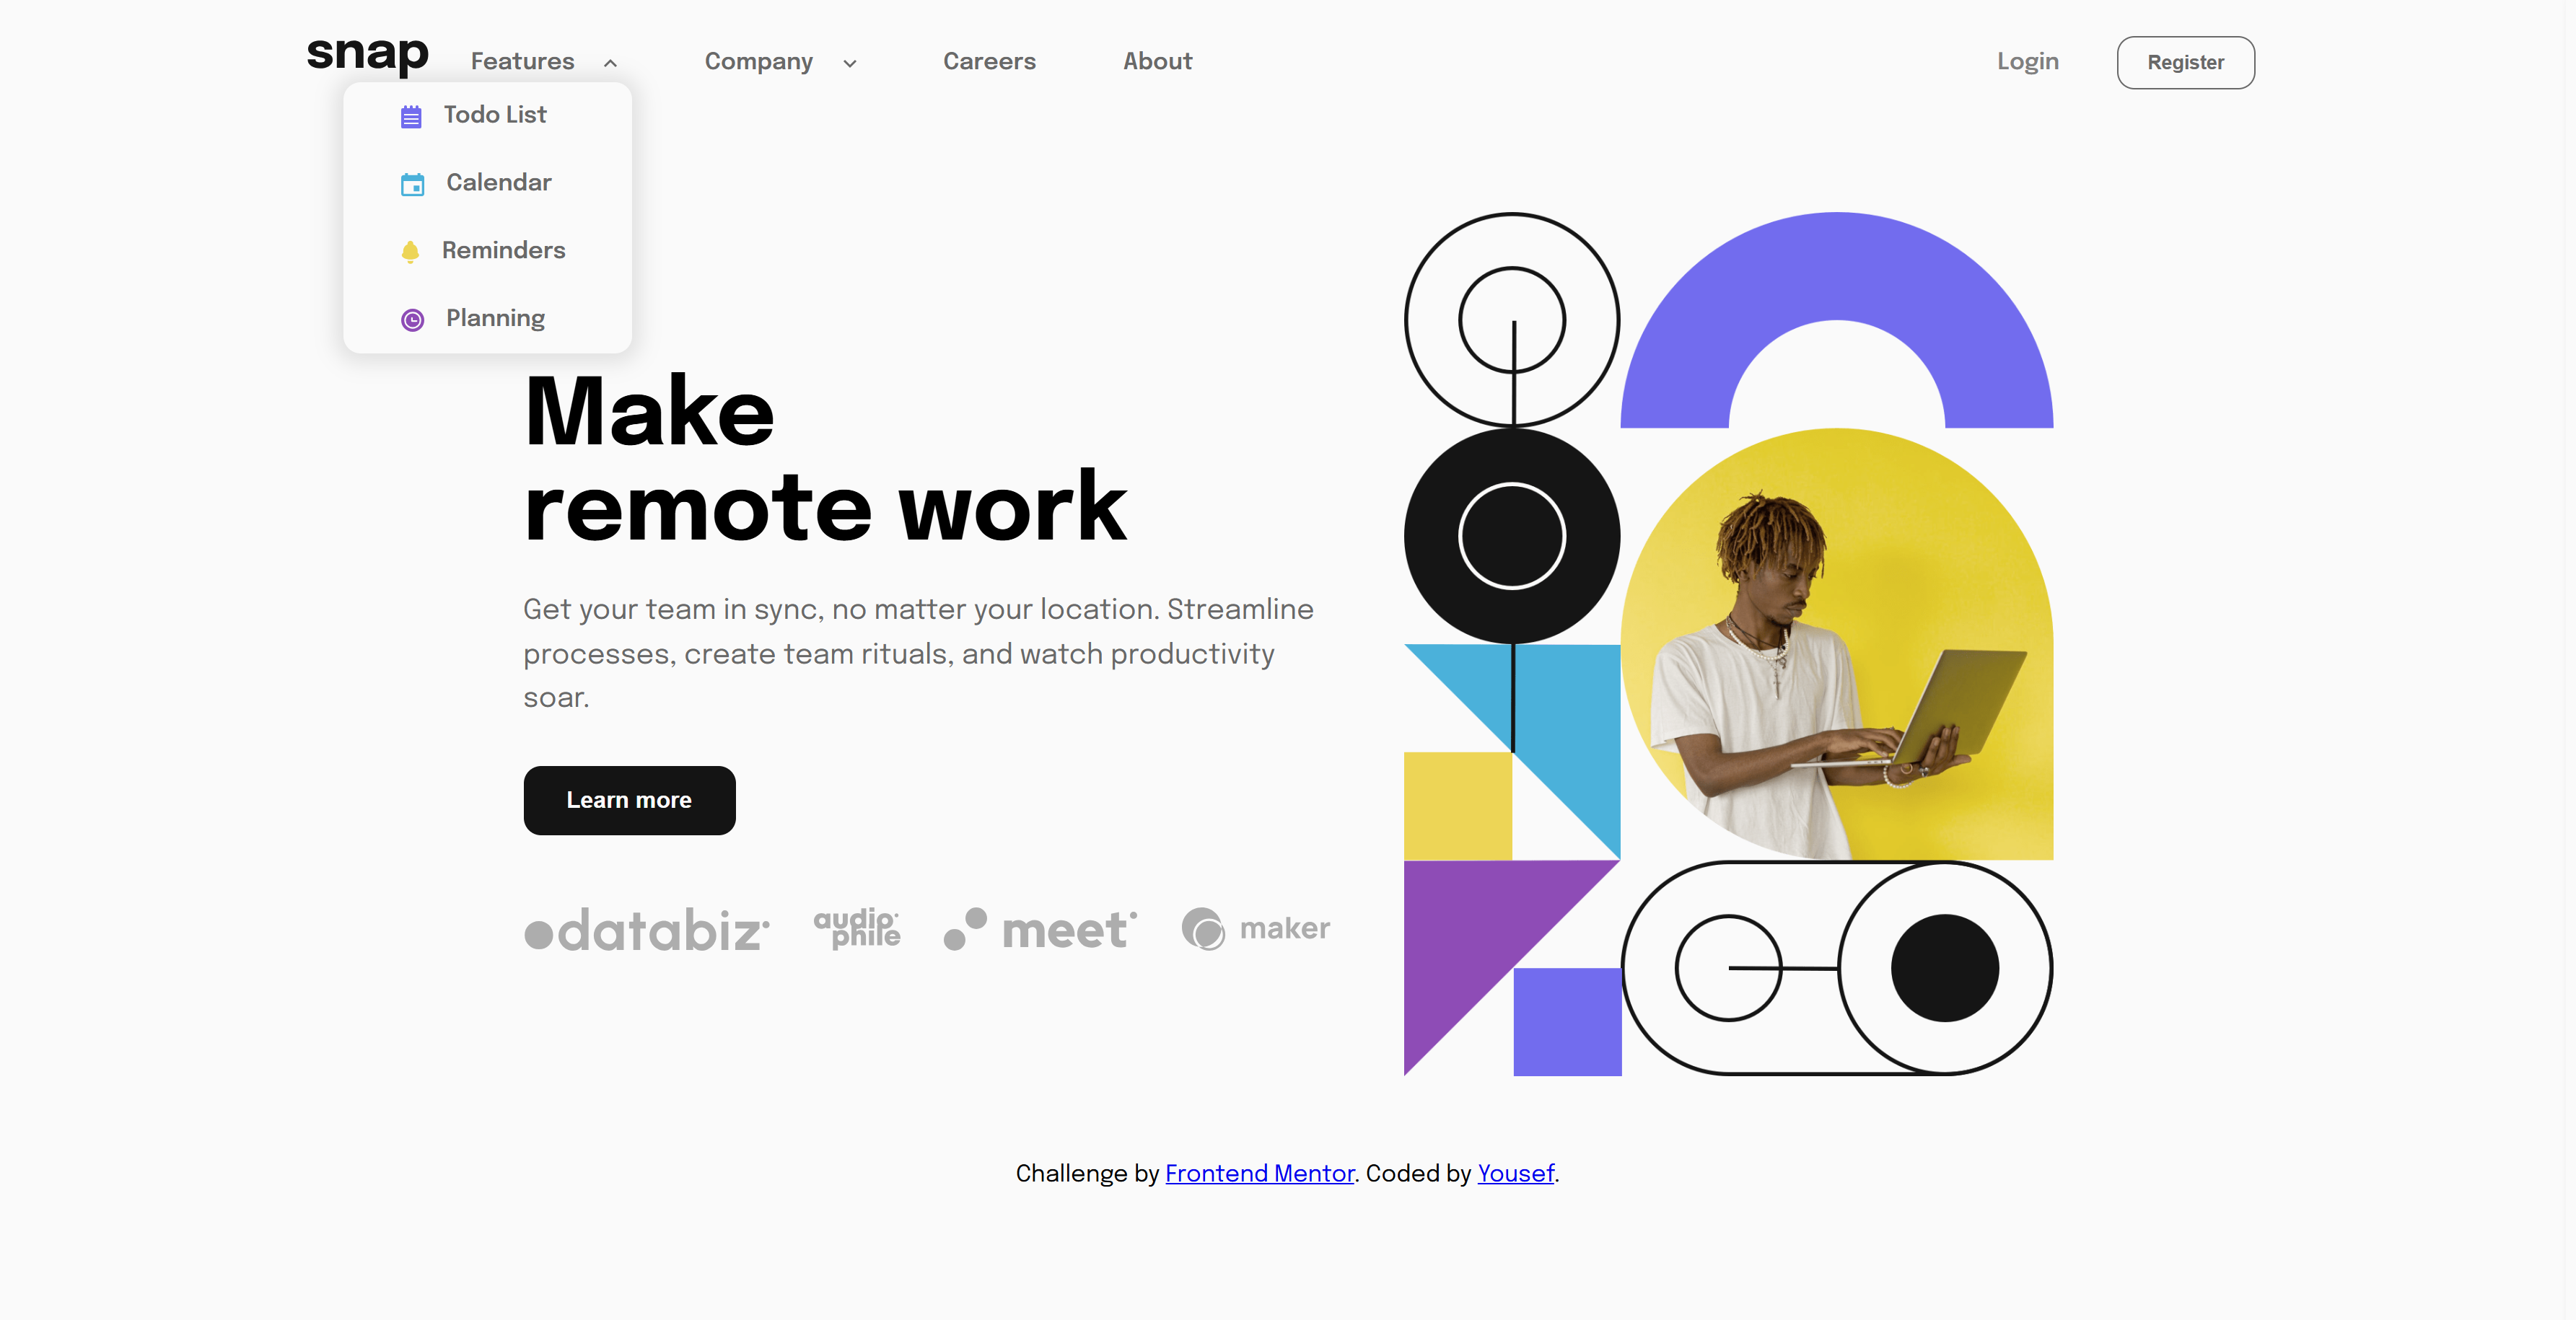 snap
Features
Company
Careers
About
Login
Register
Todo List
Calendar
Reminders
Planning
Make
remote work
Get your team in sync, no matter your location. Streamline
processes, create team rituals, and watch productivity
soar.
Learn more
databiz
audio
phile
meet
maker
Challenge by Frontend Mentor. Coded by Yousef.